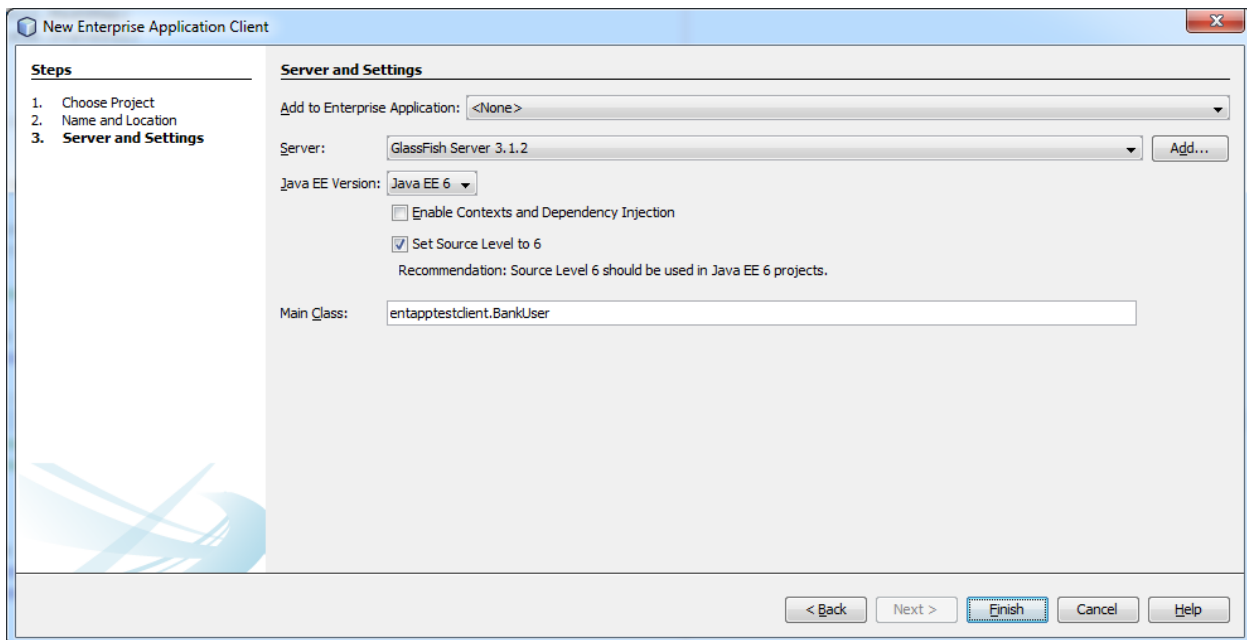 New Enterprise Application Client
Steps
1. Choose Project
2. Name and Location
3. Server and Settings
Server and Settings
Add to Enterprise Application: <None>
Server: GlassFish Server 3.1.2 Add...
Java EE Version: Java EE 6
Enable Contexts and Dependency Injection
Set Source Level to 6
Recommendation: Source Level 6 should be used in Java EE 6 projects.
Main Class: entapptestclient.BankUser
< Back Next > Finish Cancel Help